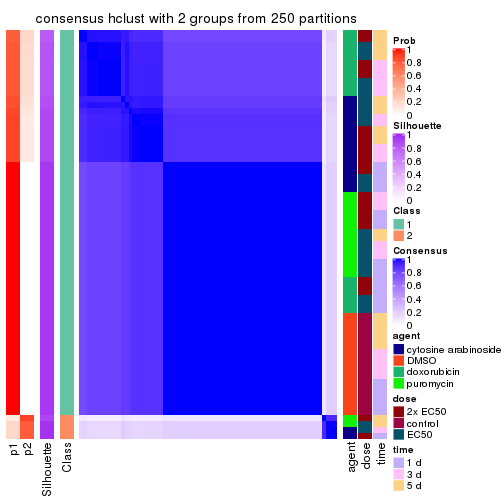 consensus hclust with 2 groups from 250 partitions
Prob
1
0.8
0.6
0.4
0.2
0
Silhouette
1
0.8
0.6
0.4
0.2
0
Class
1
2
Consensus
1
0.8
0.6
0.4
0.2
0
agent
cytosine arabinoside
DMSO
doxorubicin
puromycin
dose
2x EC50
control
EC50
time
1 d
3 d
5 d
p1
p2
Silhouette
Class
agent
dose
time